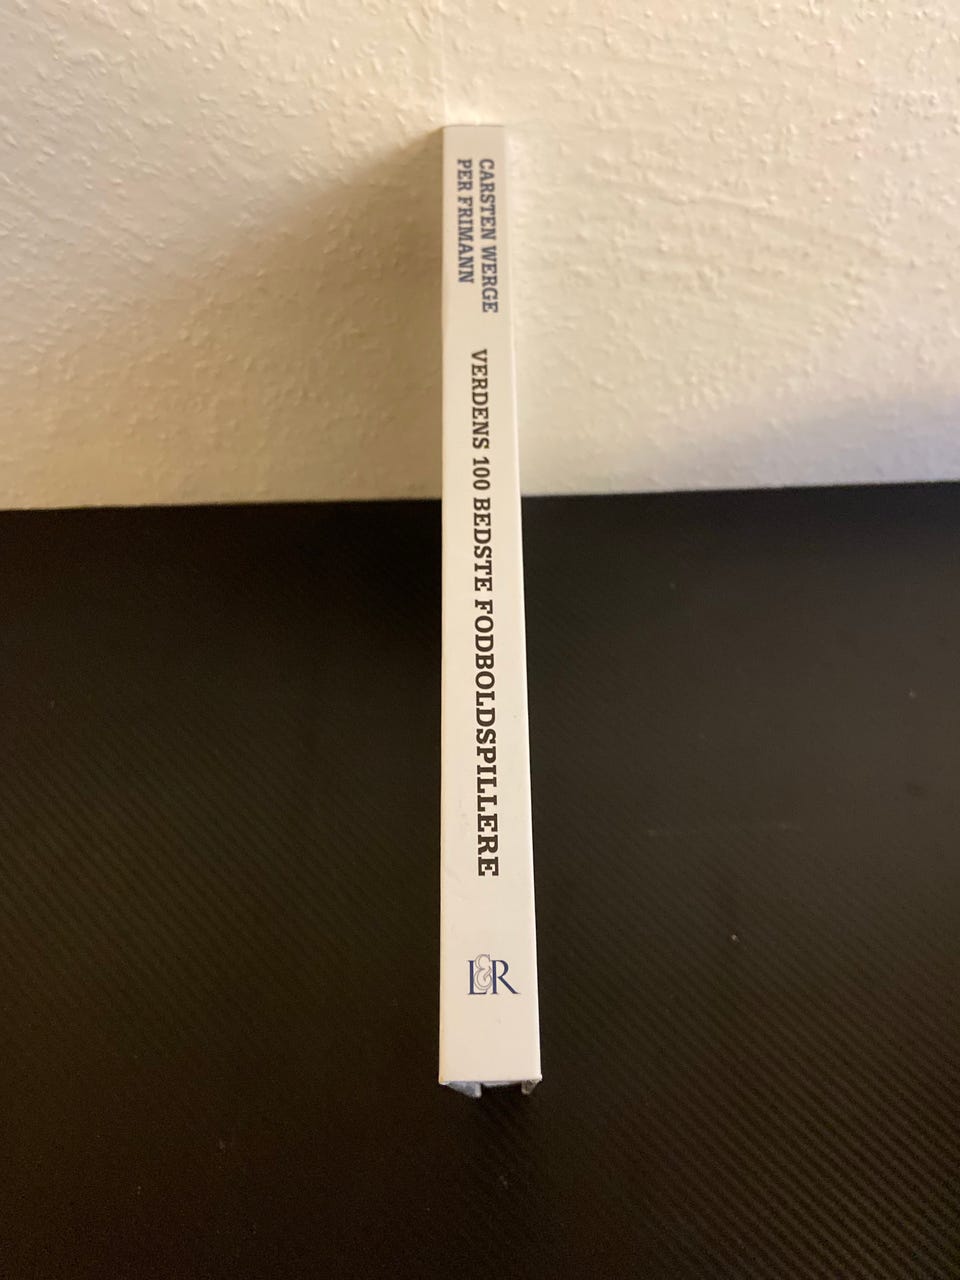 CARSTEN WERGE
PER FRIMANN
VERDENS 100 BEDSTE FODBOLDSPILLERE
L&R